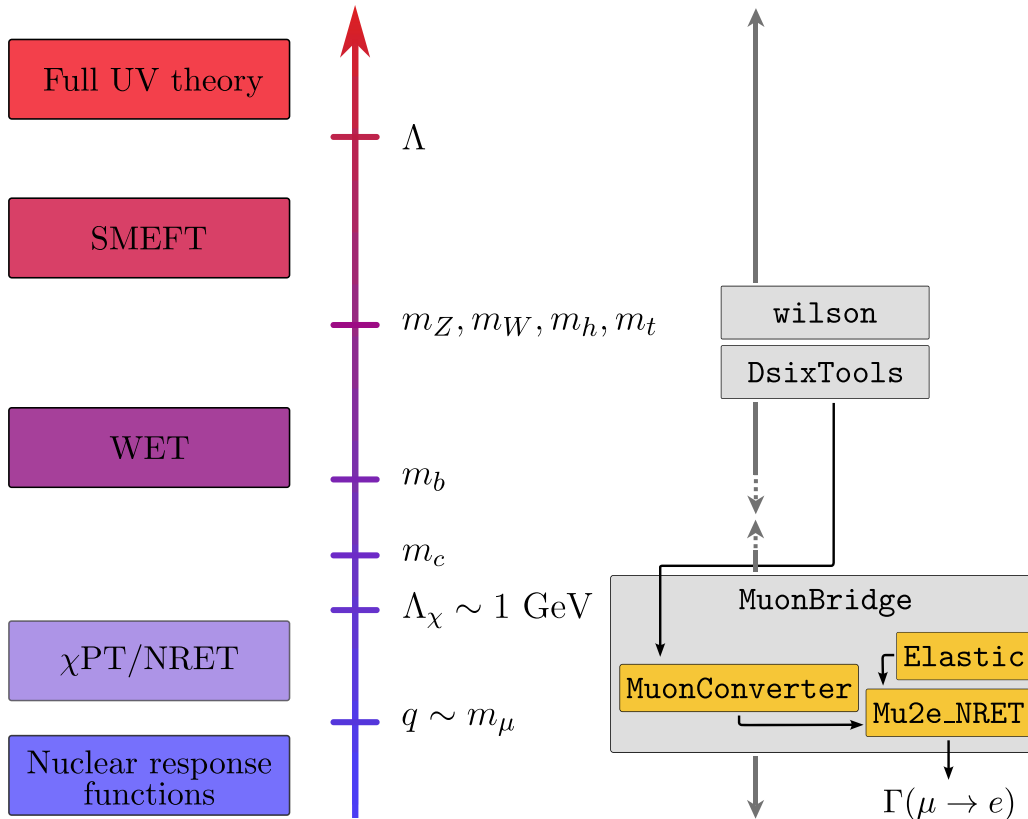 Full UV theory
Λ
SMEFT
m_Z, m_W, m_h, m_t
WET
m_b
m_c
Λ_χ ∼ 1 GeV
χPT/NRET
q ∼ m_μ
Nuclear response
functions
wilson
DsixTools
MuonBridge
Elastic
MuonConverter
Mu2e_NRET
Γ(μ → e)